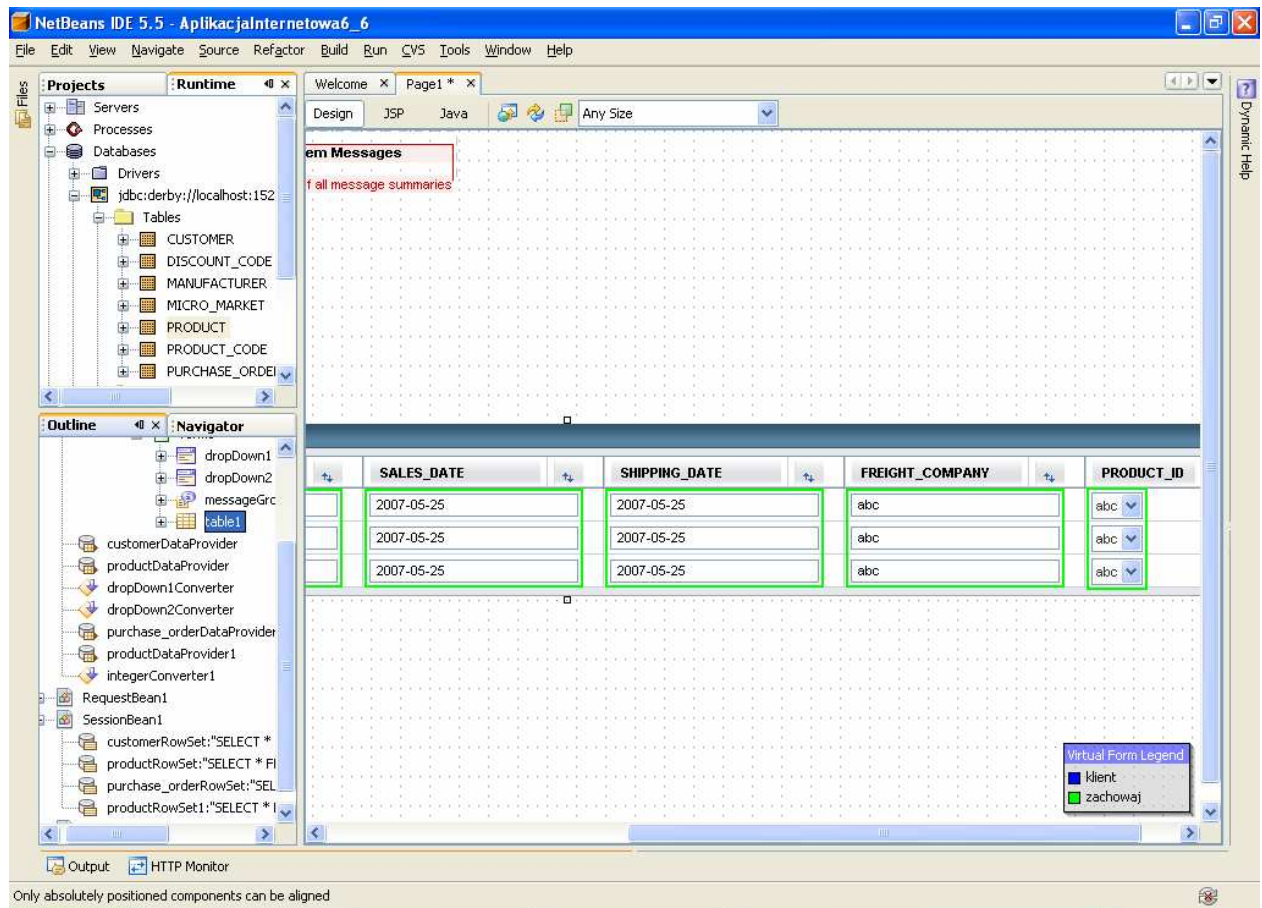 NetBeans IDE 5.5 - AplikacjaInternetowa6_6
File Edit View Navigate Source Refactor Build Run CVS Tools Window Help
Files
Projects Runtime
Servers
Processes
Databases
Drivers
jdbc:derby://localhost:152
Tables
CUSTOMER
DISCOUNT_CODE
MANUFACTURER
MICRO_MARKET
PRODUCT
PRODUCT_CODE
PURCHASE_ORDE
Outline Navigator
dropDown1
dropDown2
messageGro
table1
customerDataProvider
productDataProvider
dropDown1Converter
dropDown2Converter
purchase_orderDataProvider
productDataProvider1
integerConverter1
RequestBean1
SessionBean1
customerRowSet:"SELECT *
productRowSet:"SELECT * F
purchase_orderRowSet:"SEL
productRowSet1:"SELECT *
Welcome Page1 *
Design JSP Java Any Size
em Messages
f all message summaries
SALES_DATE SHIPPING_DATE FREIGHT_COMPANY PRODUCT_ID
2007-05-25 2007-05-25 abc abc
2007-05-25 2007-05-25 abc abc
2007-05-25 2007-05-25 abc abc
Virtual Form Legend
klient
zachowaj
Dynamic Help
Output HTTP Monitor
Only absolutely positioned components can be aligned